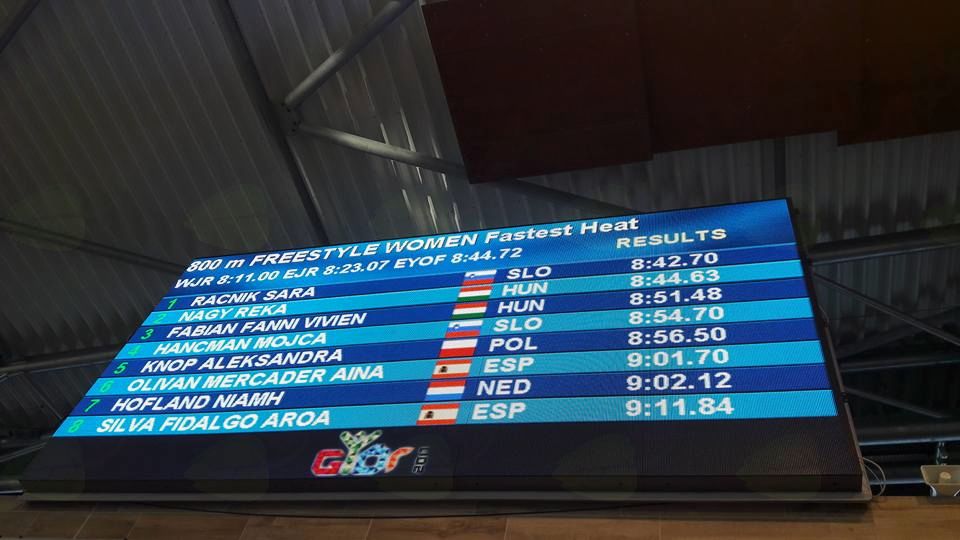 800 m FREESTYLE WOMEN Fastest Heat
WJR 8:11.00 EJR 8:23.07 EYOF 8:44.72 RESULTS
1 RACNIK SARA SLO 8:42.70
2 NAGY REKA HUN 8:44.63
3 FABIAN FANNI VIVIEN HUN 8:51.48
4 HANCMAN MOJCA SLO 8:54.70
5 KNOP ALEKSANDRA POL 8:56.50
6 OLIVAN MERCADER AINA ESP 9:01.70
7 HOFLAND NIAMH NED 9:02.12
8 SILVA FIDALGO AROA ESP 9:11.84
GYOR 2017